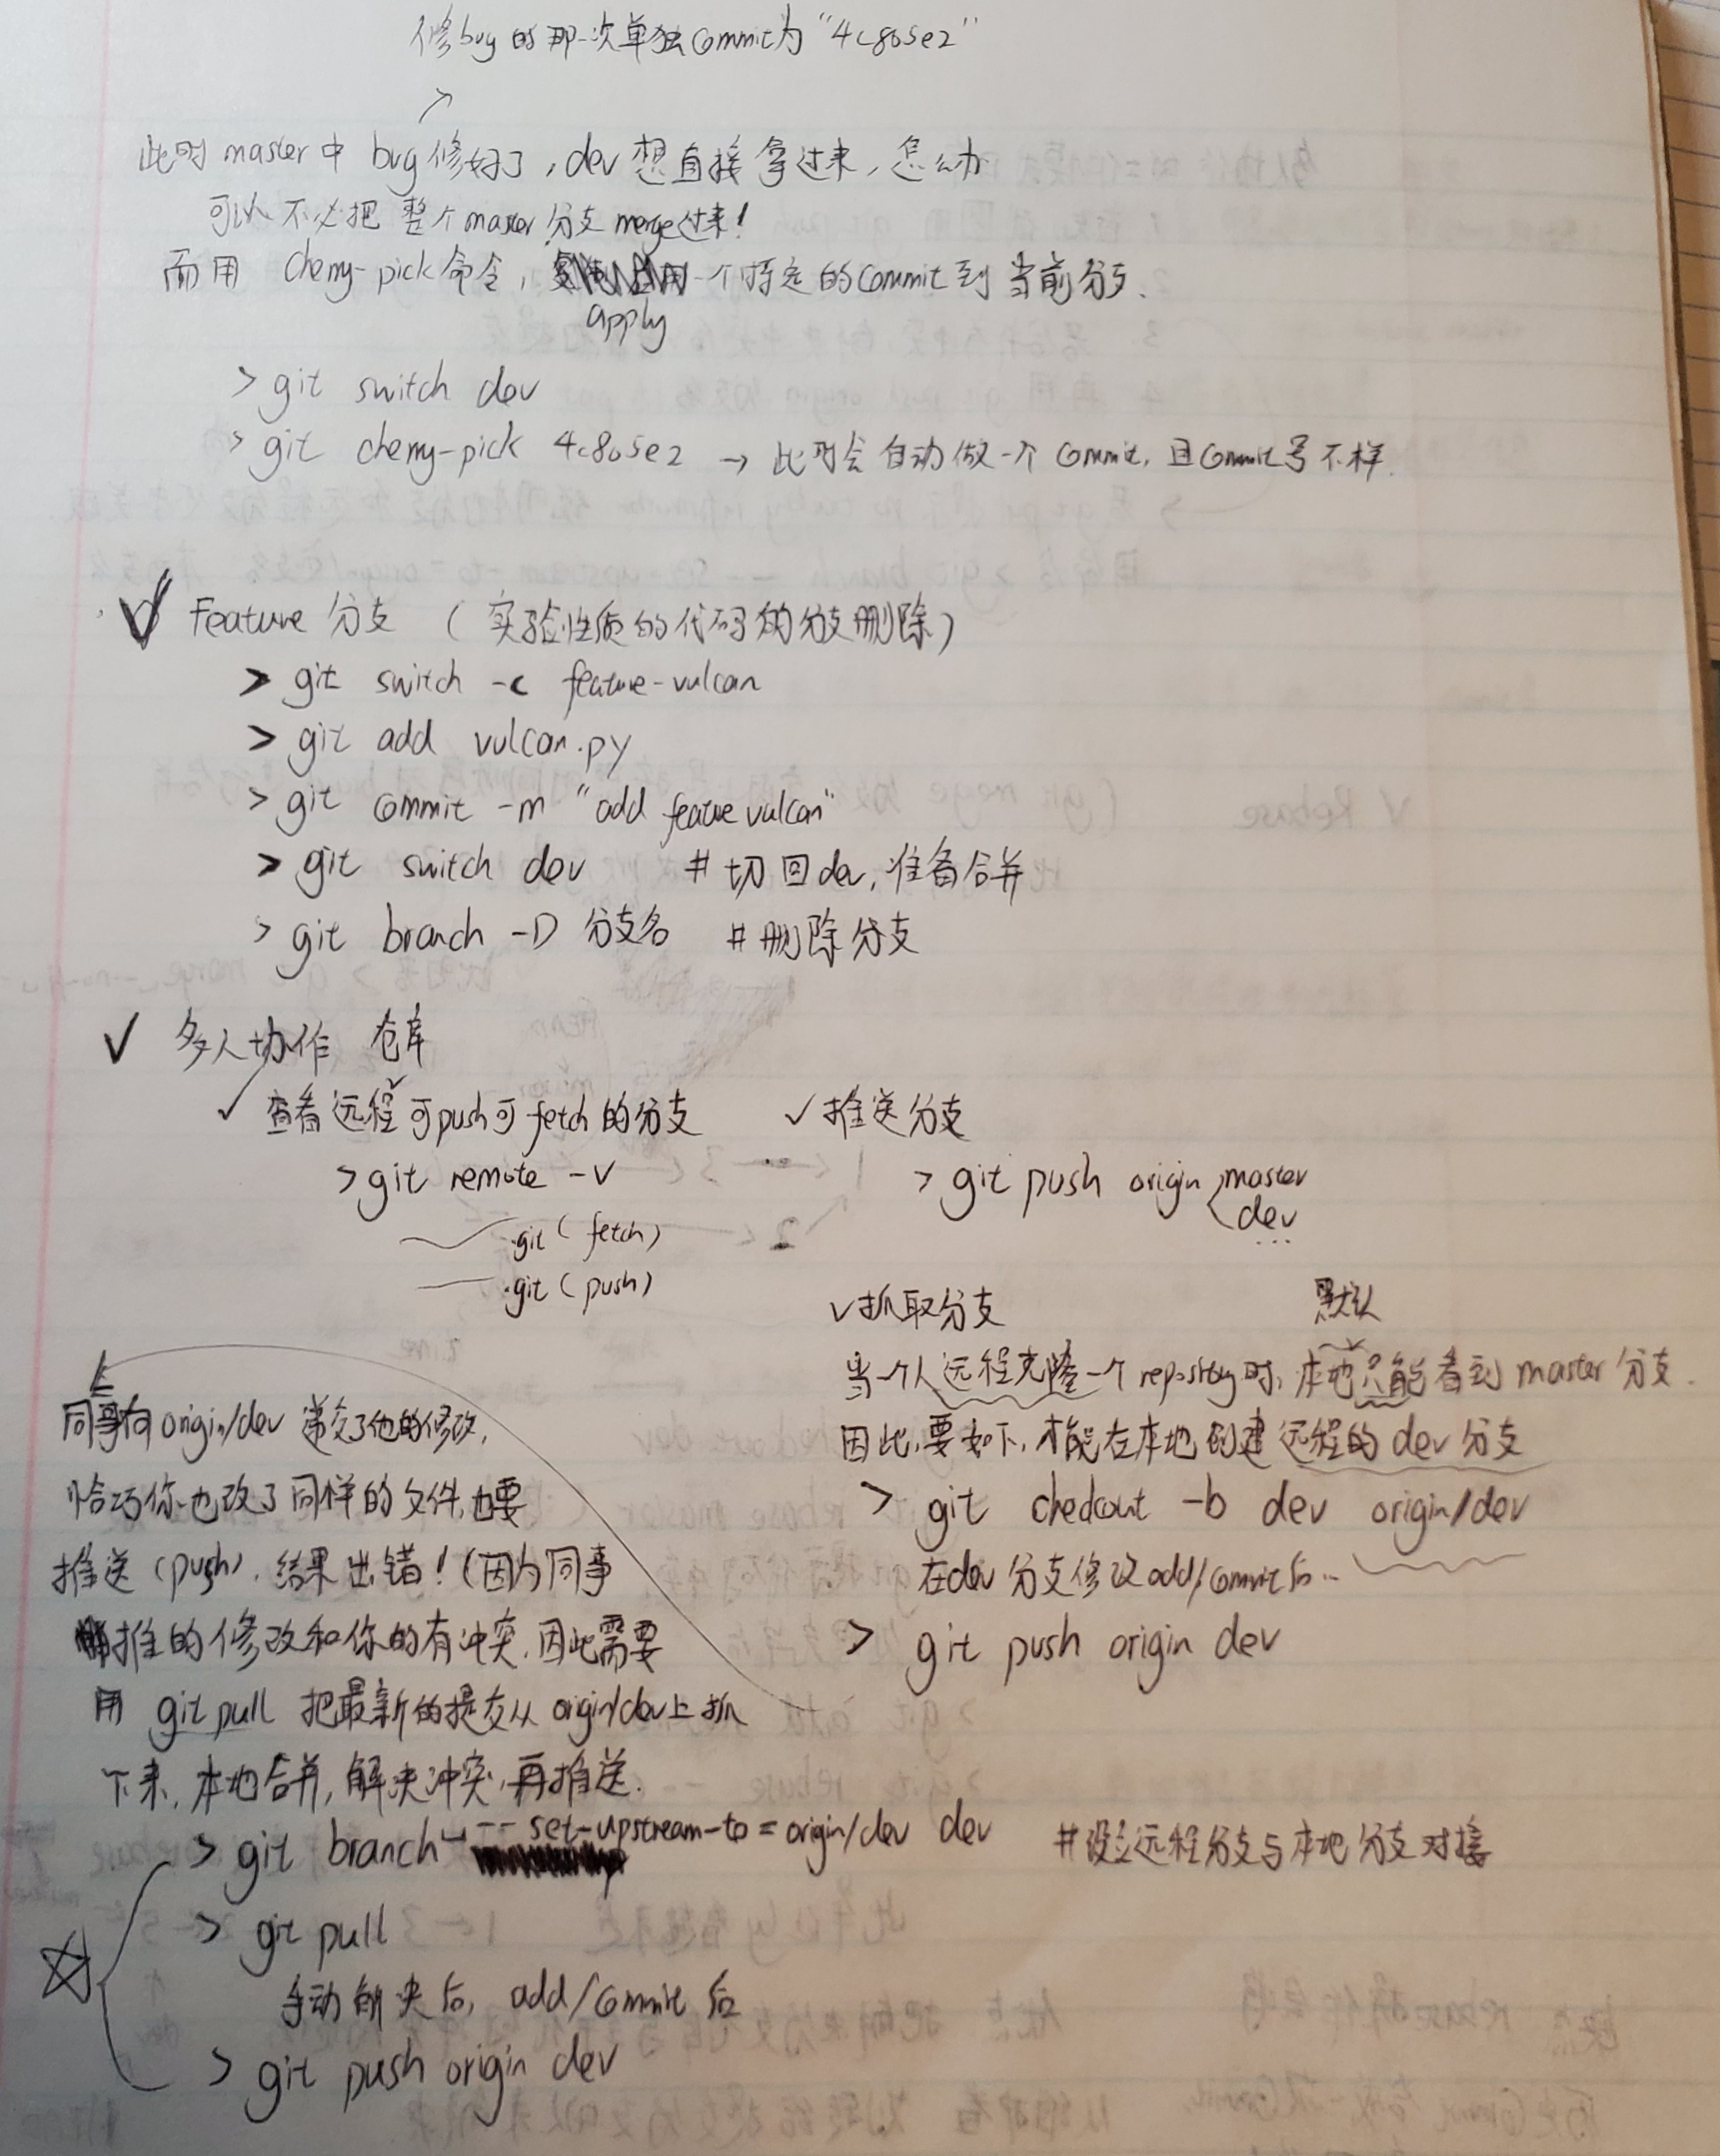 修bug的那一次单独commit为"4c805e2"
此时master中bug修好了,dev想直接拿过来,怎么办
可以不必把整个master分支merge过来!
而用 cherry-pick命令, 一个特定的commit到当前分支.
apply
> git switch dev
> git cherry-pick 4c805e2 → 此时会自动做一个commit, 且commit号不一样.
✓ Feature 分支 (实验性质的代码的分支删除)
> git switch -c feature-vulcan
> git add vulcan.py
> git commit -m "add feature vulcan"
> git switch dev # 切回dev,准备合并
> git branch -D 分支名 # 删除分支
✓ 多人协作 仓库
✓ 查看远程可push可fetch的分支
> git remote -v
.git (fetch)
.git (push)
✓ 推送分支
> git push origin master
dev
...
✓ 抓取分支
默认
当一个人远程克隆一个repository时, 本地只能看到master分支.
因此,要如下,才能在本地创建远程的dev分支
> git checkout -b dev origin/dev
在dev分支修改add/commit后..
> git push origin dev
同事向origin/dev提交了他的修改,
恰巧你也改了同样的文件,也要
推送(push), 结果出错!(因为同事
推的修改和你的有冲突,因此需要
用 git pull 把最新的提交从origin/dev上抓
下来, 本地合并, 解决冲突,再推送.
> git branch --set-upstream-to=origin/dev dev #设立远程分支与本地分支对接
> git pull
手动解决后, add/commit后
> git push origin dev